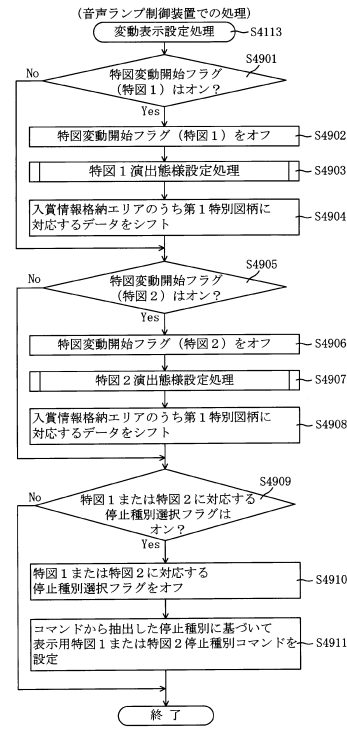 (音声ランプ制御装置での処理)
変動表示設定処理
S4113
S4901
No
特図変動開始フラグ
(特図1)はオン?
Yes
特図変動開始フラグ(特図1)をオフ
S4902
特図1演出態様設定処理
S4903
入賞情報格納エリアのうち第1特別図柄に
対応するデータをシフト
S4904
S4905
No
特図変動開始フラグ
(特図2)はオン?
Yes
特図変動開始フラグ(特図2)をオフ
S4906
特図2演出態様設定処理
S4907
入賞情報格納エリアのうち第1特別図柄に
対応するデータをシフト
S4908
S4909
No
特図1または特図2に対応する
停止種別選択フラグは
オン?
Yes
特図1または特図2に対応する
停止種別選択フラグをオフ
S4910
コマンドから抽出した停止種別に基づいて
表示用特図1または特図2停止種別コマンドを
設定
S4911
終了